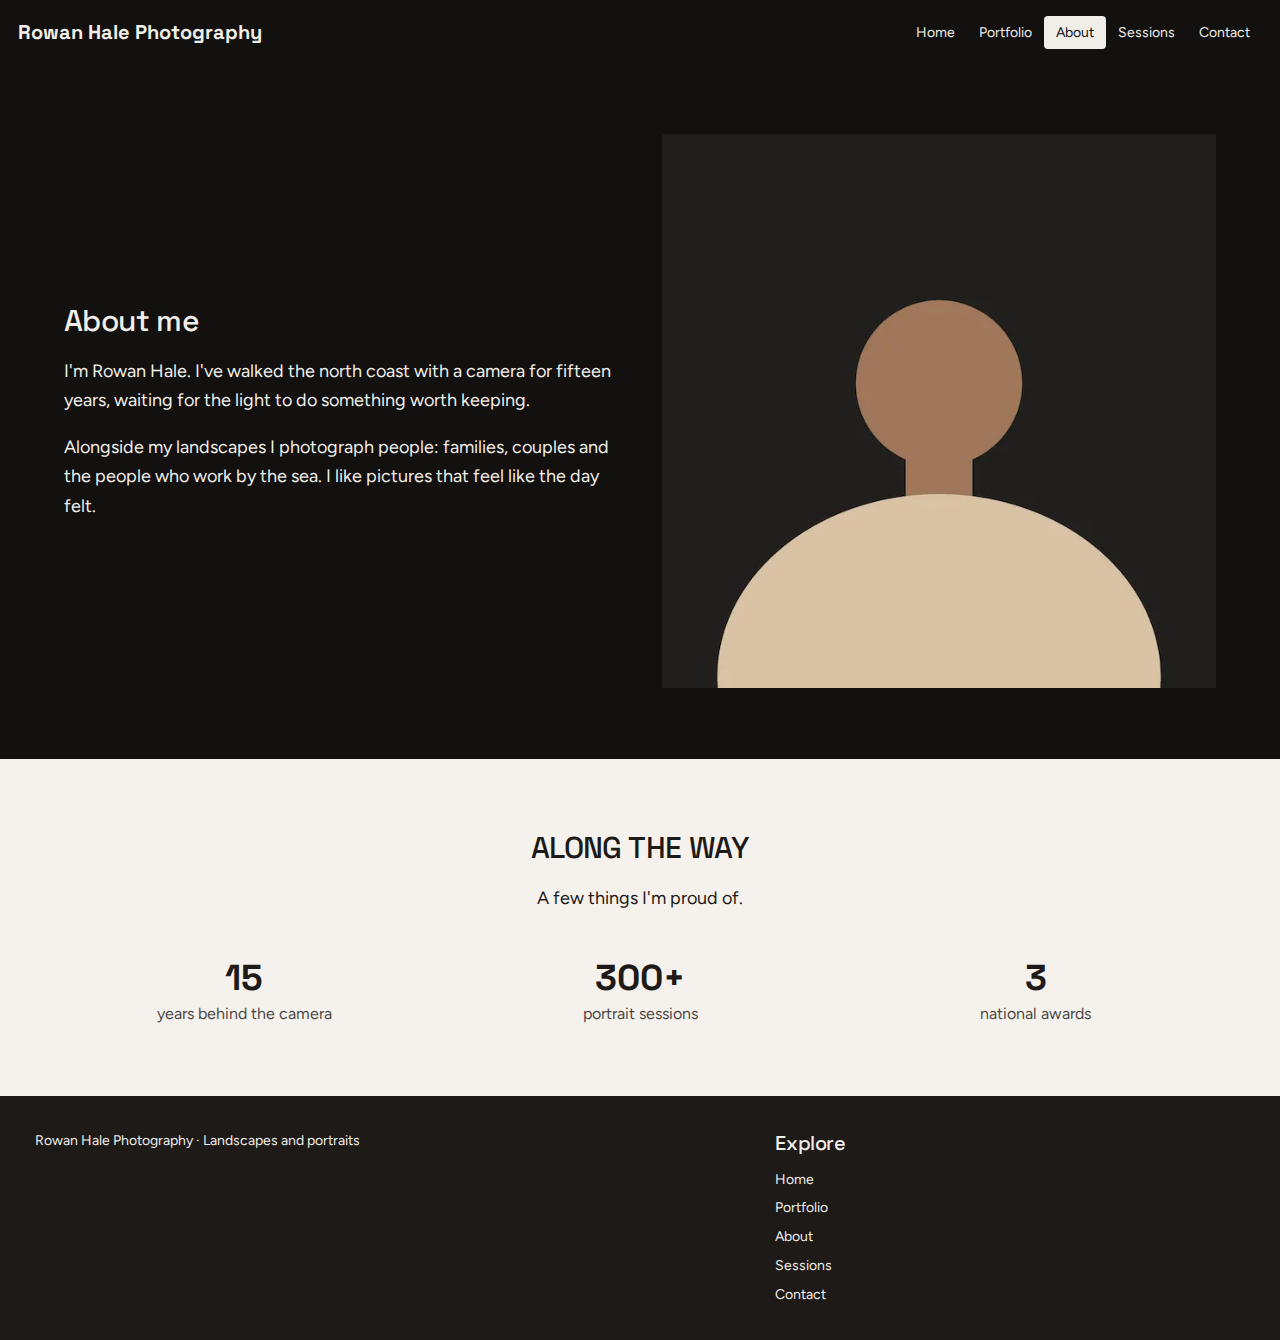 Rowan Hale Photography
Home Portfolio About Sessions Contact
About me
I'm Rowan Hale. I've walked the north coast with a camera for fifteen
years, waiting for the light to do something worth keeping.
Alongside my landscapes I photograph people: families, couples and
the people who work by the sea. I like pictures that feel like the day
felt.
ALONG THE WAY
A few things I'm proud of.
15
years behind the camera
300+
portrait sessions
3
national awards
Rowan Hale Photography · Landscapes and portraits
Explore
Home
Portfolio
About
Sessions
Contact